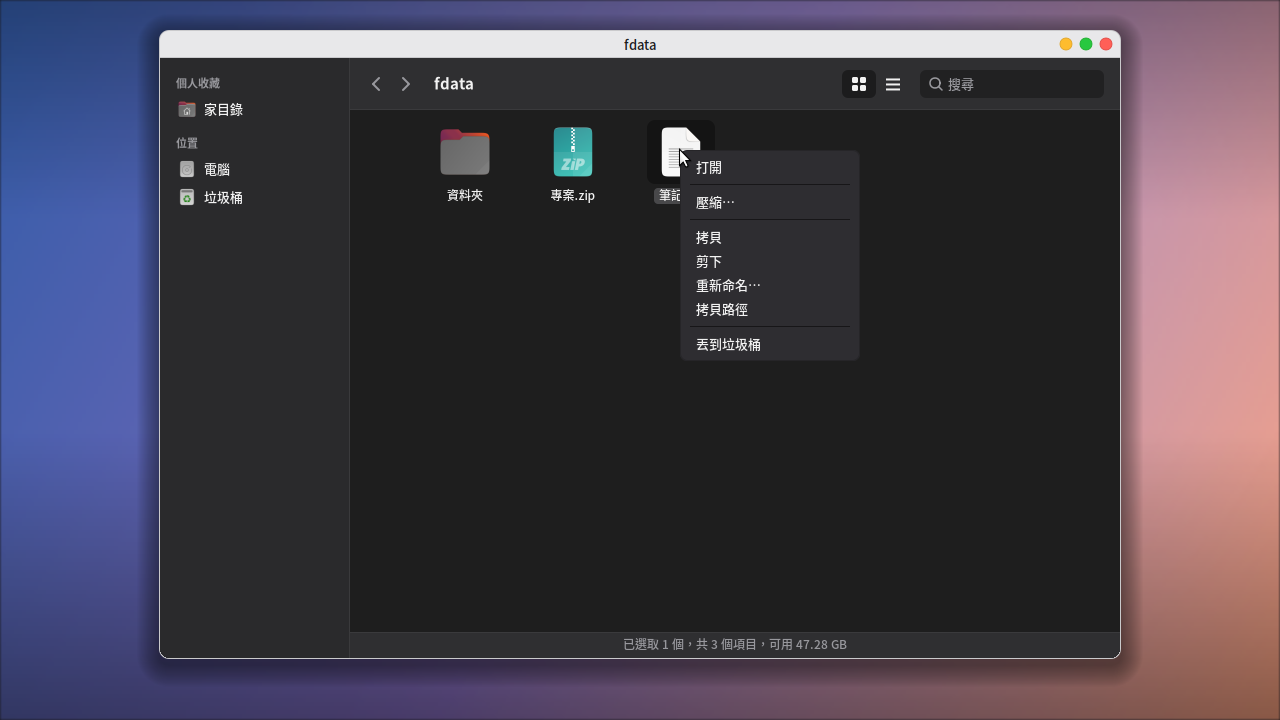 fdata
個人收藏
家目錄
位置
電腦
垃圾桶
fdata
搜尋
資料夾
ZiP
專案.zip
筆記
打開
壓縮…
拷貝
剪下
重新命名…
拷貝路徑
丟到垃圾桶
已選取 1 個，共 3 個項目，可用 47.28 GB